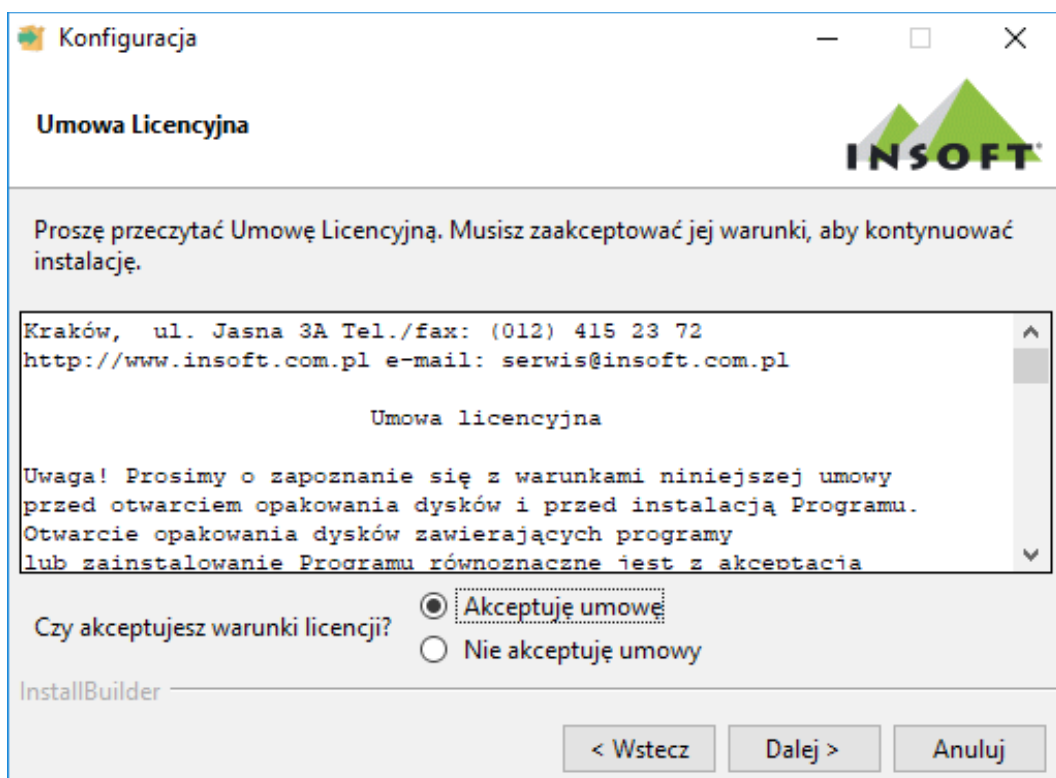 Konfiguracja
Umowa Licencyjna
INSOFT
Proszę przeczytać Umowę Licencyjną. Musisz zaakceptować jej warunki, aby kontynuować
instalację.
Kraków,  ul. Jasna 3A Tel./fax: (012) 415 23 72
http://www.insoft.com.pl e-mail: serwis@insoft.com.pl
Umowa licencyjna
Uwaga! Prosimy o zapoznanie się z warunkami niniejszej umowy
przed otwarciem opakowania dysków i przed instalacją Programu.
Otwarcie opakowania dysków zawierających programy
lub zainstalowanie Programu równoznaczne jest z akceptacją
Czy akceptujesz warunki licencji?
Akceptuję umowę
Nie akceptuję umowy
InstallBuilder
< Wstecz
Dalej >
Anuluj